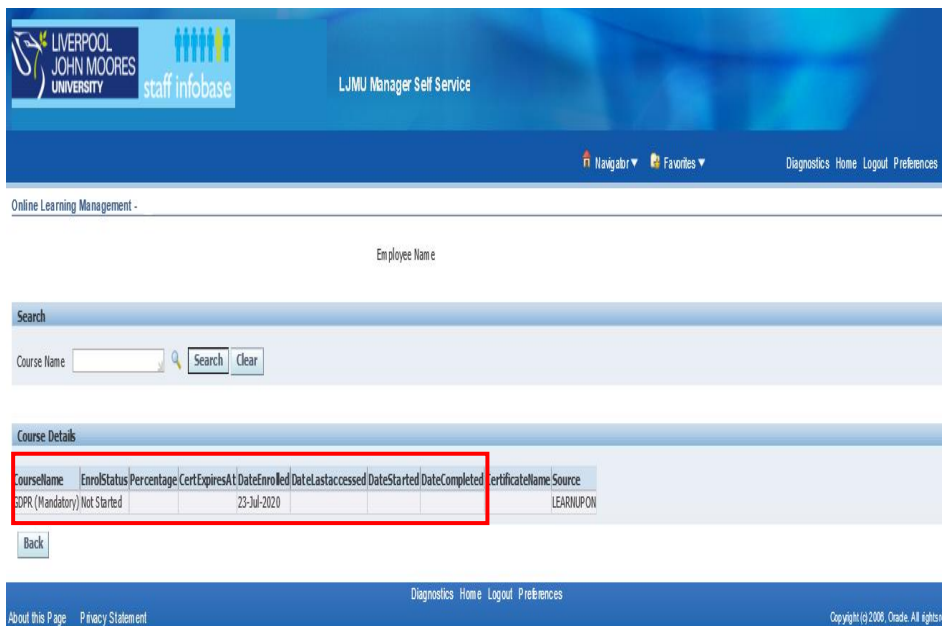 LIVERPOOL
JOHN MOORES
UNIVERSITY
staff infobase
LJMU Manager Self Service
Navigator Favorites Diagnostics Home Logout Preferences
Online Learning Management -
Employee Name
Search
Course Name Search Clear
Course Details
CourseName EnrolStatus Percentage CertExpiresAt DateEnrolled DateLastaccessed DateStarted DateCompleted CertificateName Source
GDPR (Mandatory) Not Started 23-Jul-2020 LEARNUPON
Back
Diagnostics Home Logout Preferences
About this Page Privacy Statement Copyright (c) 2006, Oracle. All rights